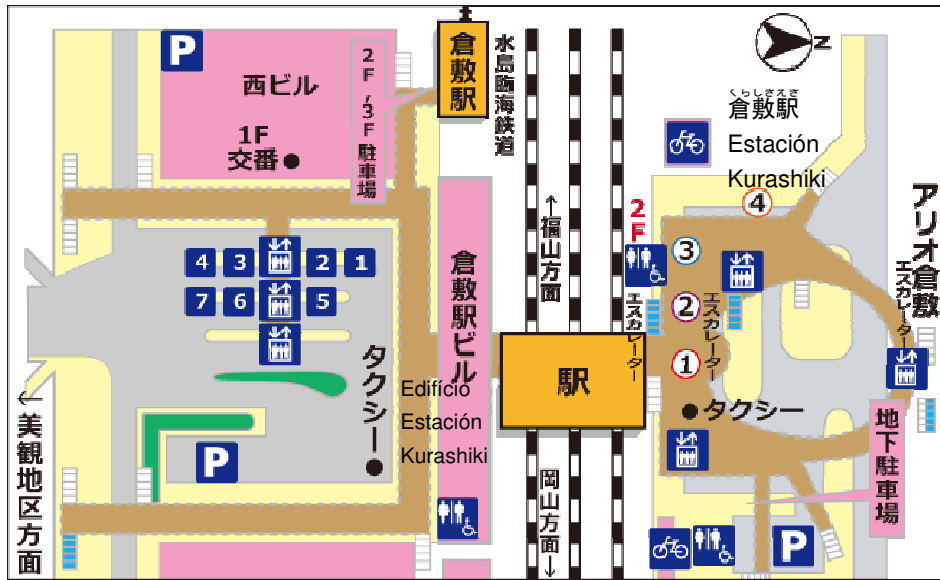 P
西ビル
1F
交番
2F/3F駐車場
倉敷駅
水島臨海鉄道
N
くらしきえき
倉敷駅
Estación
Kurashiki
4
3
2
1
7
6
5
タクシー
P
←美観地区方面
倉敷駅ビル
Edifício
Estación
Kurashiki
←福山方面
駅
岡山方面→
2F
④
③
②
①
エスカレーター
エスカレーター
タクシー
アリオ倉敷
エスカレーター
地下駐車場
P